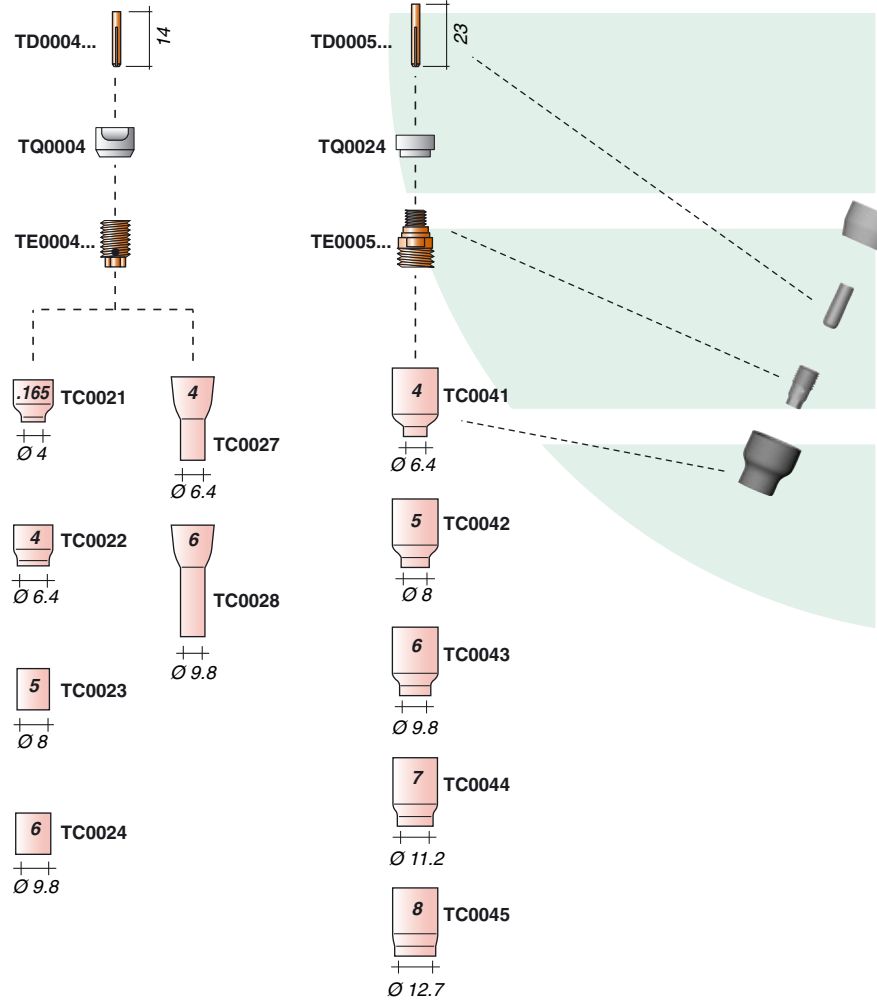 TD0004...
14
TQ0004
TE0004...
.165
TC0021
Ø 4
4
TC0027
Ø 6.4
4
TC0022
Ø 6.4
6
TC0028
Ø 9.8
5
TC0023
Ø 8
6
TC0024
Ø 9.8
TD0005...
23
TQ0024
TE0005...
4
TC0041
Ø 6.4
5
TC0042
Ø 8
6
TC0043
Ø 9.8
7
TC0044
Ø 11.2
8
TC0045
Ø 12.7